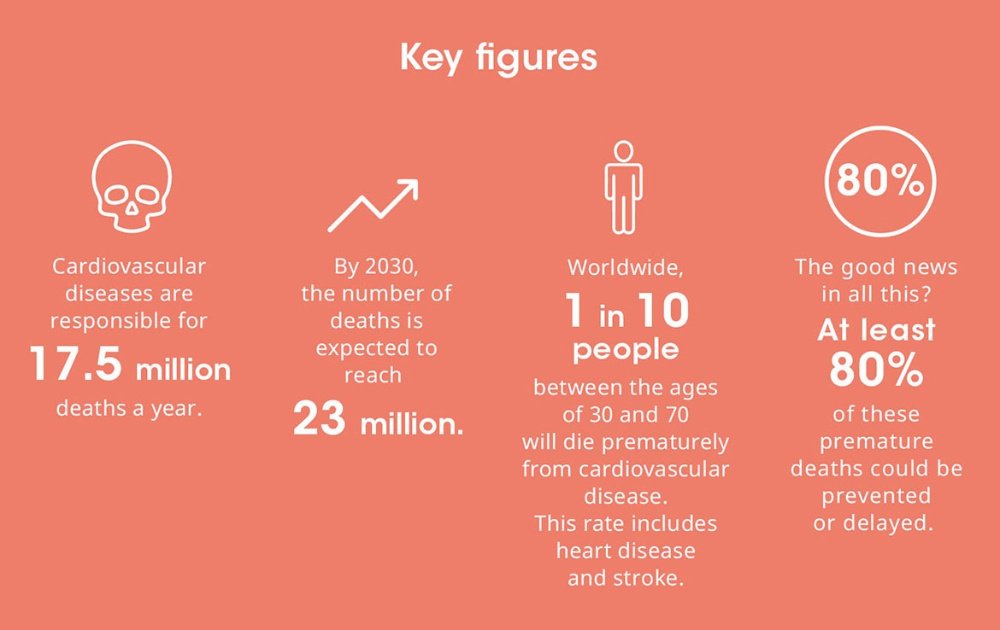 Key figures
Cardiovascular
diseases are
responsible for
17.5 million
deaths a year.
By 2030,
the number of
deaths is
expected to
reach
23 million.
Worldwide,
1 in 10
people
between the ages
of 30 and 70
will die prematurely
from cardiovascular
disease.
This rate includes
heart disease
and stroke.
80%
The good news
in all this?
At least
80%
of these
premature
deaths could be
prevented
or delayed.